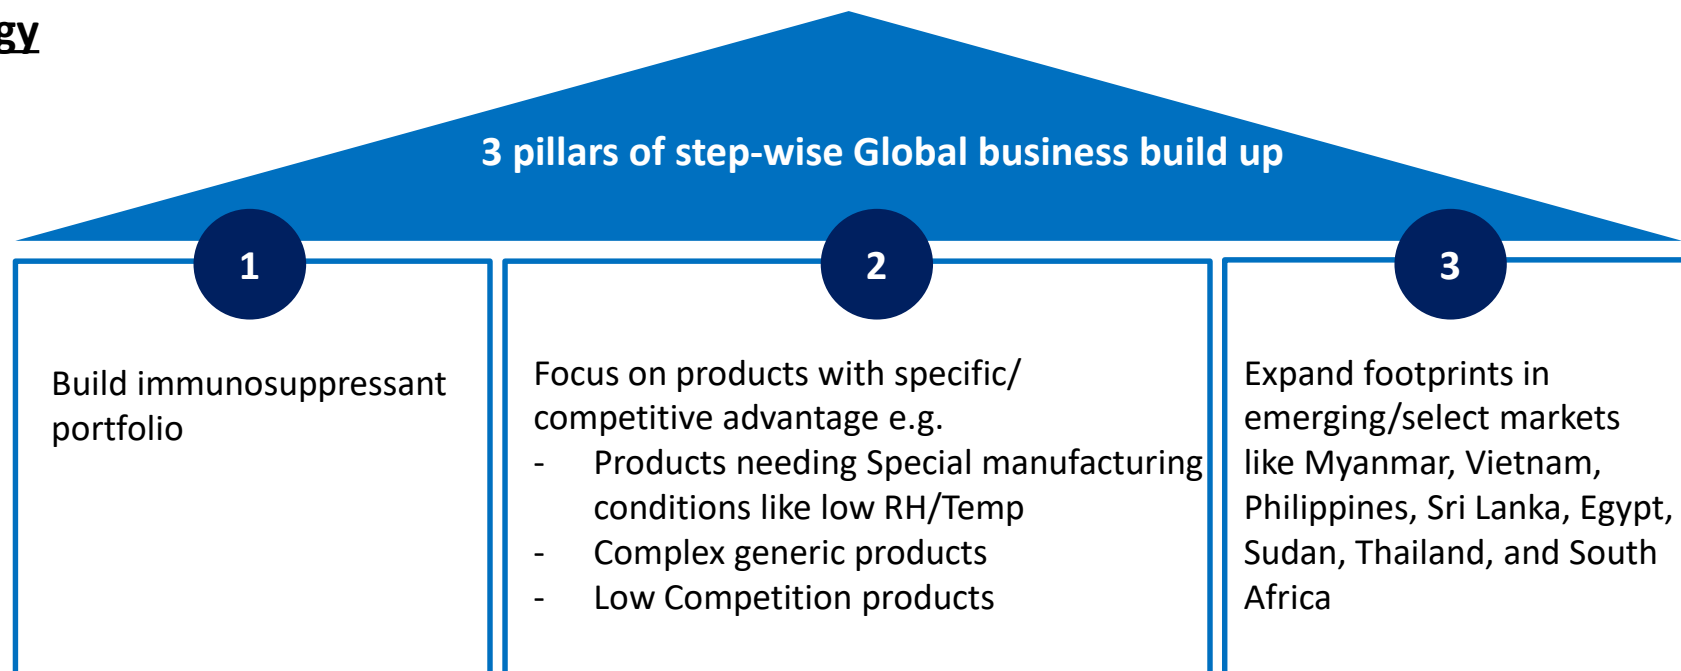 gy
3 pillars of step-wise Global business build up
1
Build immunosuppressant
portfolio
2
Focus on products with specific/
competitive advantage e.g.
- Products needing Special manufacturing
conditions like low RH/Temp
- Complex generic products
- Low Competition products
3
Expand footprints in
emerging/select markets
like Myanmar, Vietnam,
Philippines, Sri Lanka, Egypt,
Sudan, Thailand, and South
Africa